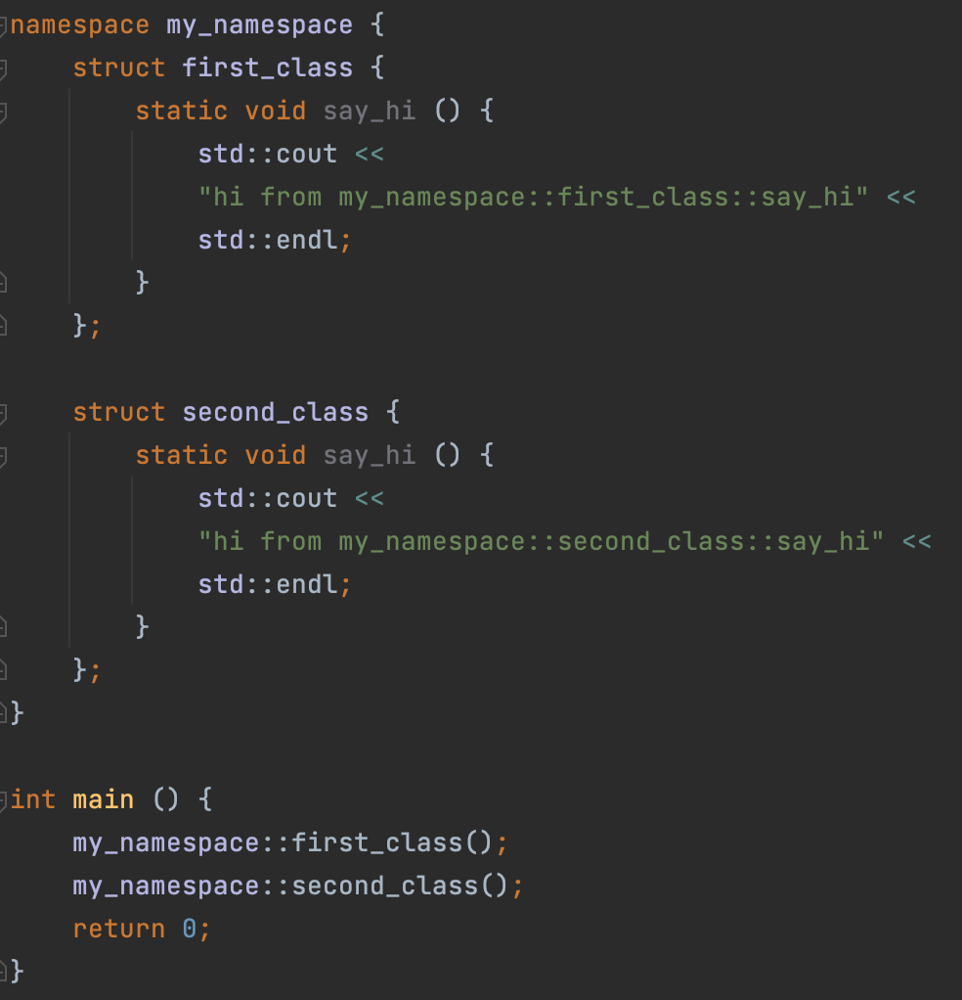 namespace my_namespace {
    struct first_class {
        static void say_hi () {
            std::cout <<
            "hi from my_namespace::first_class::say_hi" <<
            std::endl;
        }
    };

    struct second_class {
        static void say_hi () {
            std::cout <<
            "hi from my_namespace::second_class::say_hi" <<
            std::endl;
        }
    };
}

int main () {
    my_namespace::first_class();
    my_namespace::second_class();
    return 0;
}